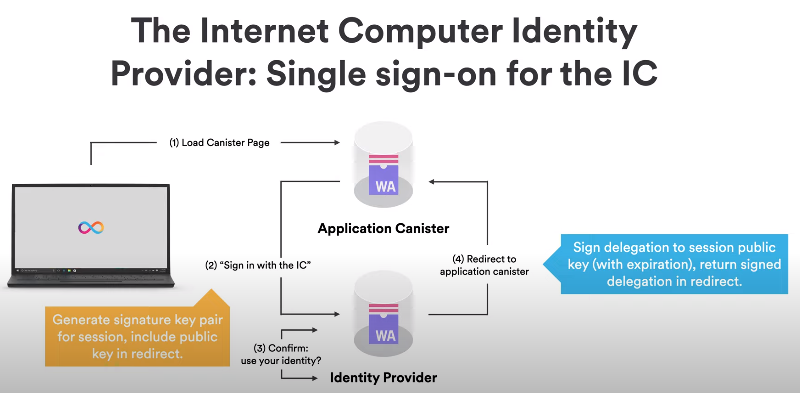 The Internet Computer Identity
Provider: Single sign-on for the IC
(1) Load Canister Page
WA
Application Canister
(2) “Sign in with the IC”
(4) Redirect to
application canister
Sign delegation to session public
key (with expiration), return signed
delegation in redirect.
Generate signature key pair
for session, include public
key in redirect.
WA
(3) Confirm:
use your identity?
Identity Provider